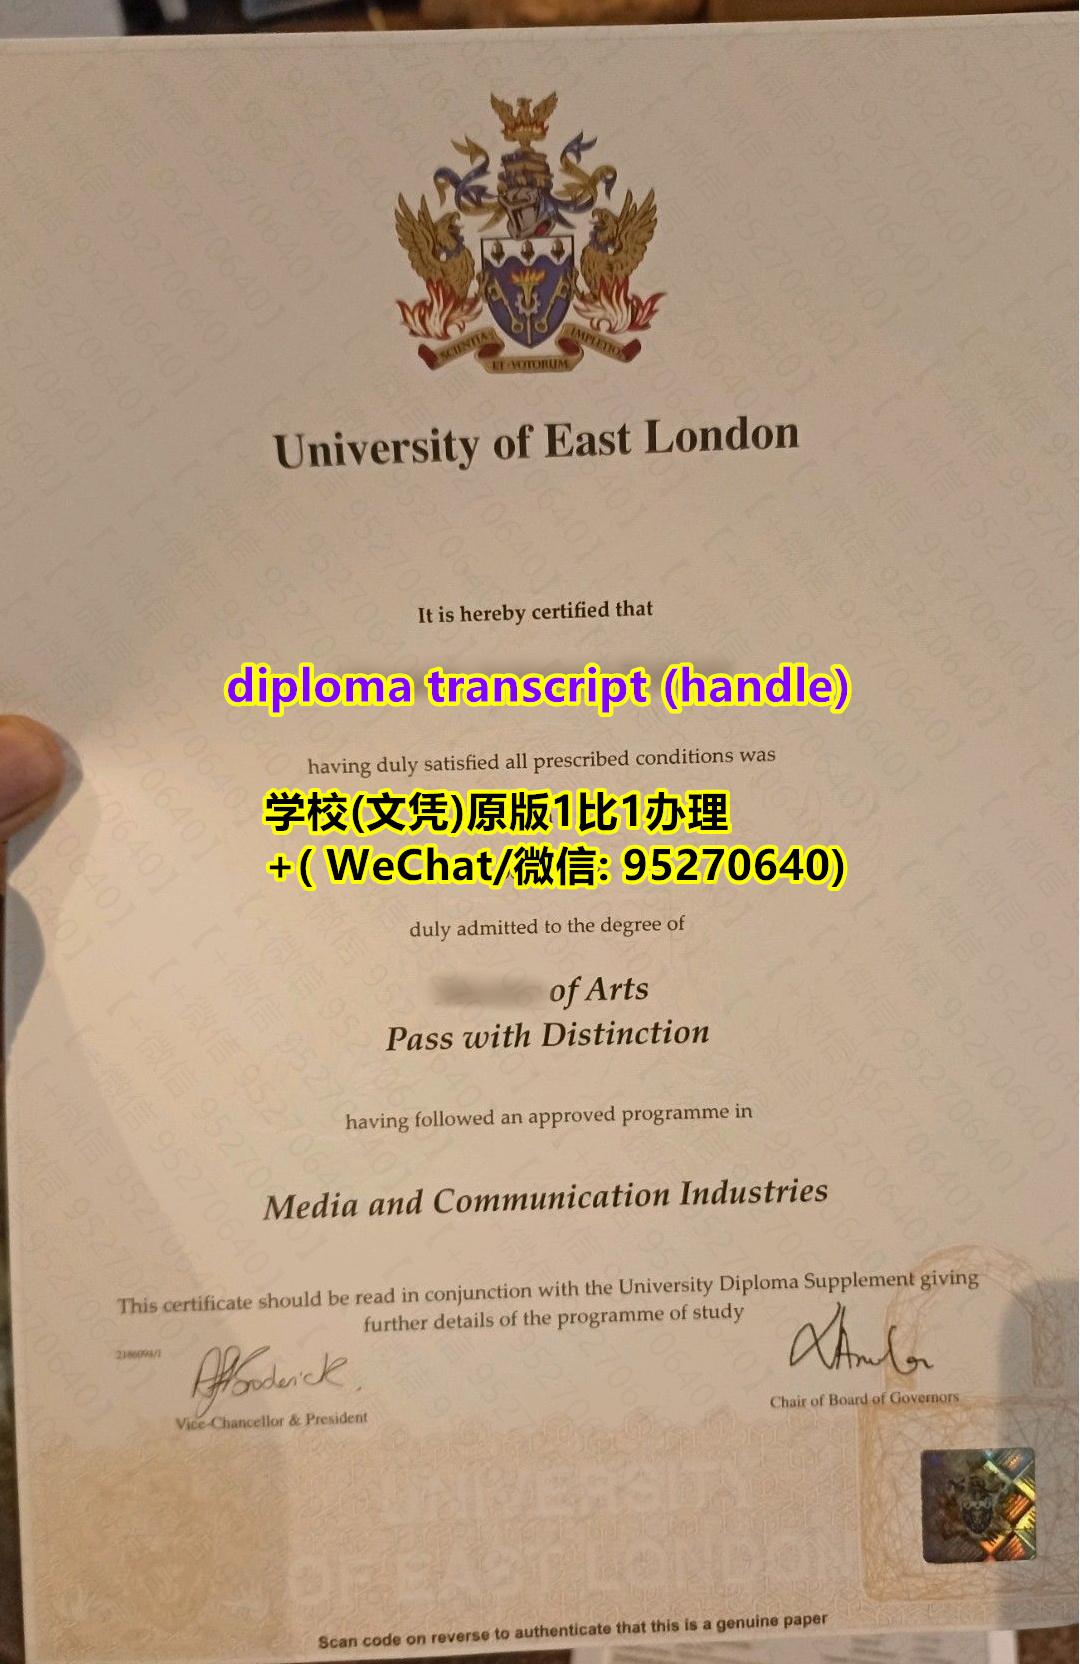 SCIENTIA
ET · VOTORUM
IMPLETIO
University of East London
It is hereby certified that
diploma transcript (handle)
having duly satisfied all prescribed conditions was
学校(文凭)原版1比1办理
+( WeChat/微信: 95270640)
duly admitted to the degree of
of Arts
Pass with Distinction
having followed an approved programme in
Media and Communication Industries
This certificate should be read in conjunction with the University Diploma Supplement giving
further details of the programme of study
Vice-Chancellor & President
Chair of Board of Governors
UNIVERSITY
OF EAST LONDON
Scan code on reverse to authenticate that this is a genuine paper